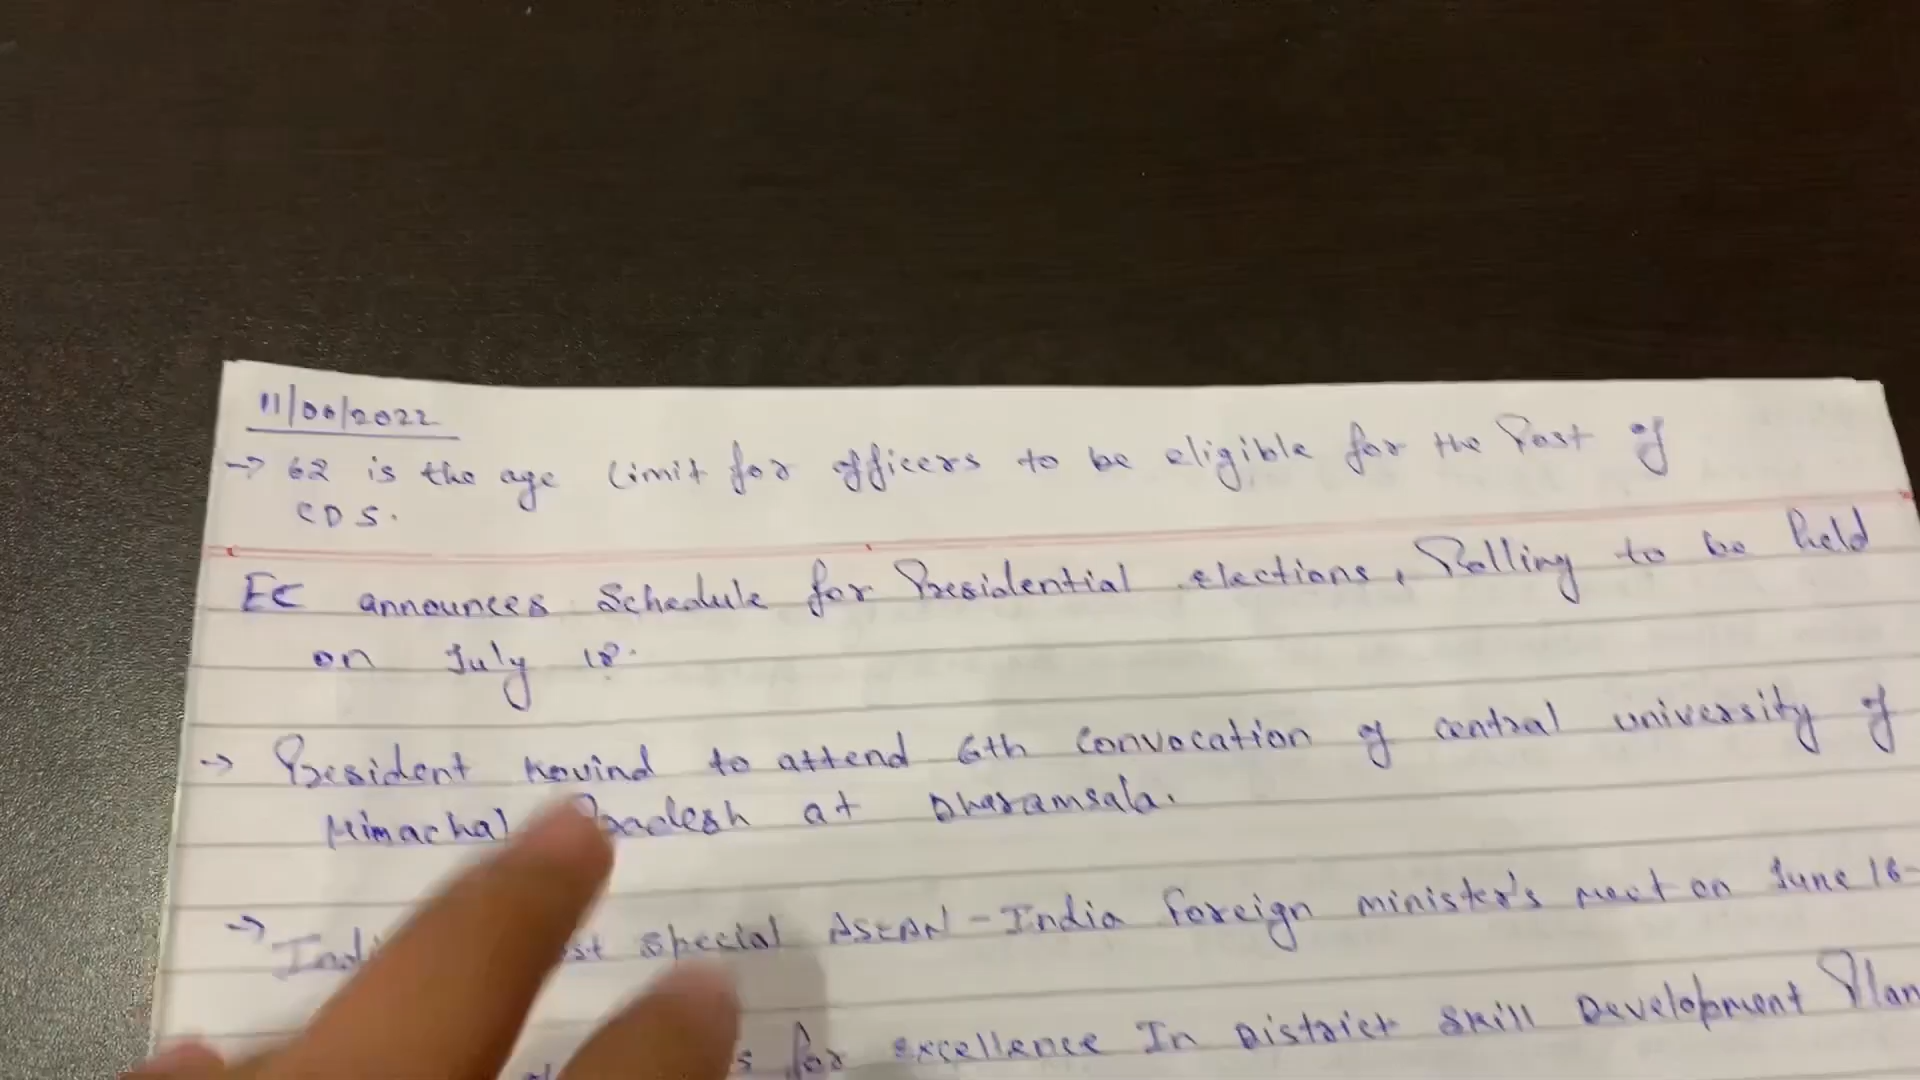 11/06/2022
→ 62 is the age limit for officers to be eligible for the Post of
CDS.
EC announces Schedule for Presidential elections, Polling to be held
on July 18.
→ President Kovind to attend 6th Convocation of central university of
Himachal Pradesh at Dharamsala.
→ special ASEAN - India foreign minister's meet on June 16-
for excellence In District Skill Development Plan